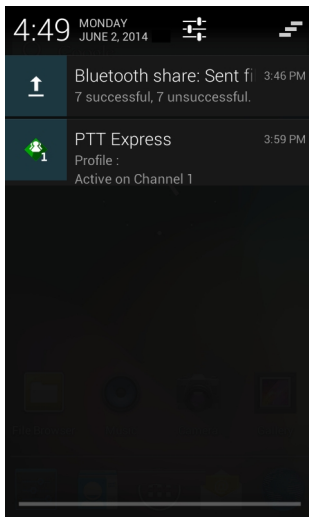 4:49
MONDAY
JUNE 2, 2014
Bluetooth share: Sent fi
3:46 PM
7 successful, 7 unsuccessful.
PTT Express
3:59 PM
1
Profile :
Active on Channel 1